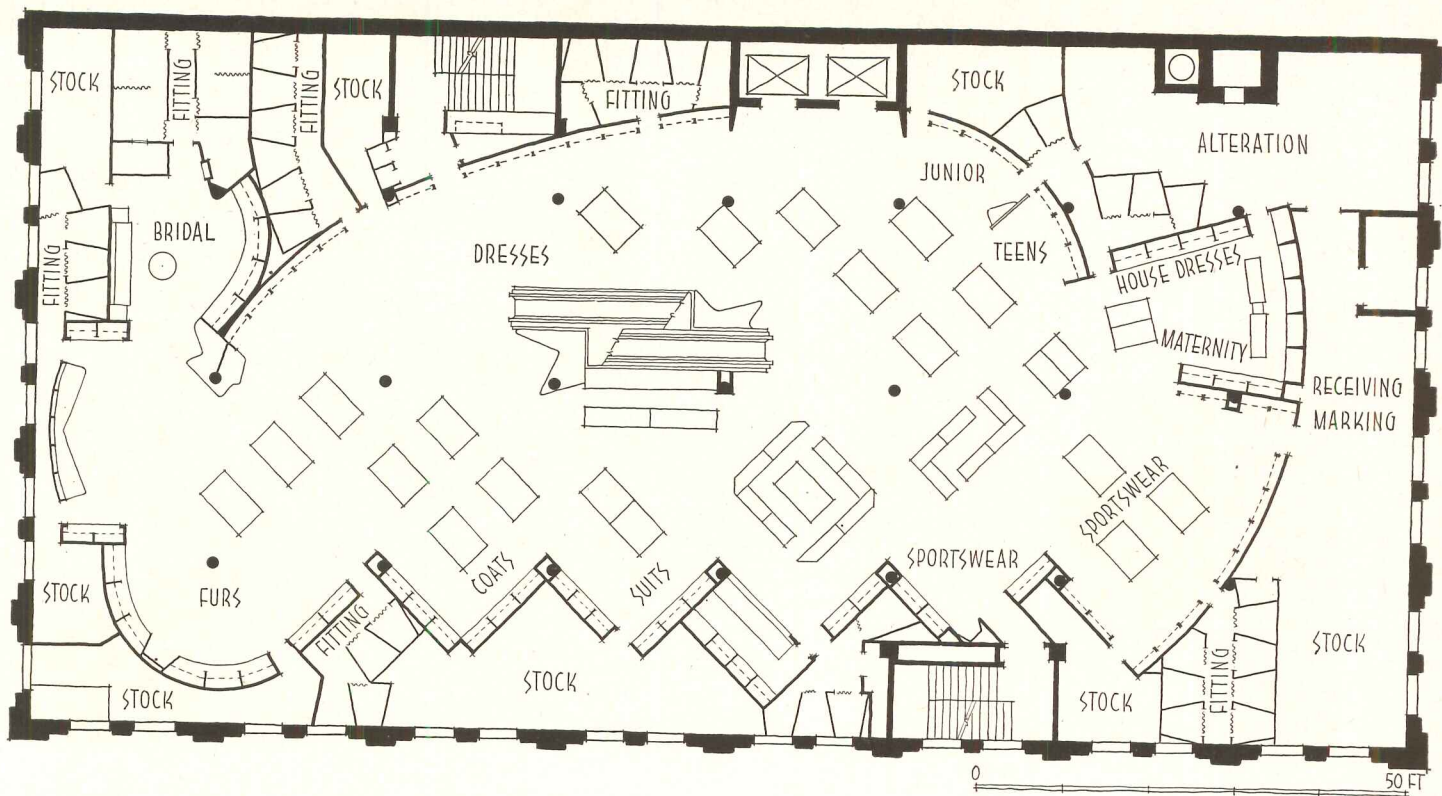 STOCK
FITTING
FITTING
STOCK
FITTING
STOCK
ALTERATION
JUNIOR
BRIDAL
FITTING
DRESSES
TEENS
HOUSE DRESSES
MATERNITY
RECEIVING
MARKING
SPORTSWEAR
STOCK
FURS
FITTING
COATS
SUITS
SPORTSWEAR
STOCK
STOCK
STOCK
STOCK
FITTING
STOCK
0
50 FT